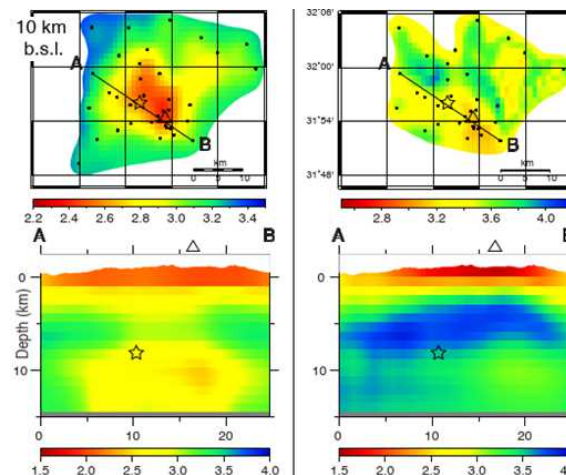 10 km
b.s.l.
A
B
km
0 5 10
2.2 2.4 2.6 2.8 3.0 3.2 3.4
32°06'
32°00'
31°54'
31°48'
A
B
km
0 5 10
2.8 3.2 3.6 4.0
A B
Depth (km)
0
5
10
0 10 20
1.5 2.0 2.5 3.0 3.5 4.0
A B
0 10 20
1.5 2.0 2.5 3.0 3.5 4.0